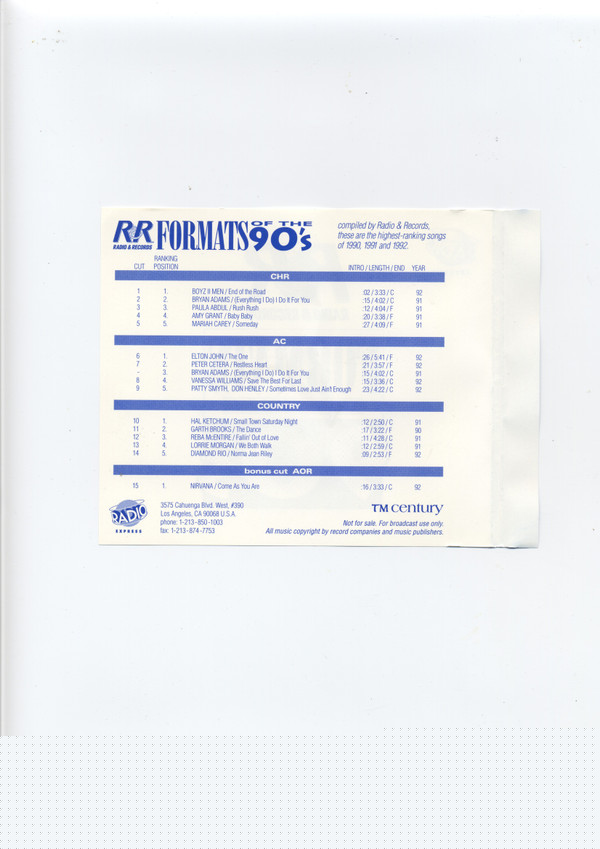 R&R FORMATS OF THE 90's
RADIO & RECORDS
compiled by Radio & Records,
these are the highest-ranking songs
of 1990, 1991 and 1992.
CUT RANKING POSITION INTRO / LENGTH / END YEAR
CHR
1 1. BOYZ II MEN / End of the Road :02 / 3:33 / C 92
2 2. BRYAN ADAMS / (Everything I Do) I Do It For You :15 / 4:02 / C 91
3 3. PAULA ABDUL / Rush Rush :12 / 4:04 / F 91
4 4. AMY GRANT / Baby Baby :20 / 3:38 / F 91
5 5. MARIAH CAREY / Someday :27 / 4:09 / F 91
AC
6 1. ELTON JOHN / The One :26 / 5:41 / F 92
7 2. PETER CETERA / Restless Heart :21 / 3:57 / F 92
- 3. BRYAN ADAMS / (Everything I Do) I Do It For You :15 / 4:02 / C 91
8 4. VANESSA WILLIAMS / Save The Best For Last :15 / 3:36 / C 92
9 5. PATTY SMYTH, DON HENLEY / Sometimes Love Just Ain't Enough :23 / 4:22 / C 92
COUNTRY
10 1. HAL KETCHUM / Small Town Saturday Night :12 / 2:50 / C 91
11 2. GARTH BROOKS / The Dance :17 / 3:22 / F 90
12 3. REBA McENTIRE / Fallin' Out of Love :11 / 4:28 / C 91
13 4. LORRIE MORGAN / We Both Walk :12 / 2:59 / C 91
14 5. DIAMOND RIO / Norma Jean Riley :09 / 2:53 / F 92
bonus cut AOR
15 1. NIRVANA / Come As You Are :16 / 3:33 / C 92
RADIO
EXPRESS
3575 Cahuenga Blvd. West, #390
Los Angeles, CA 90068 U.S.A.
phone: 1-213-850-1003
fax: 1-213-874-7753
TM century
Not for sale. For broadcast use only.
All music copyright by record companies and music publishers.